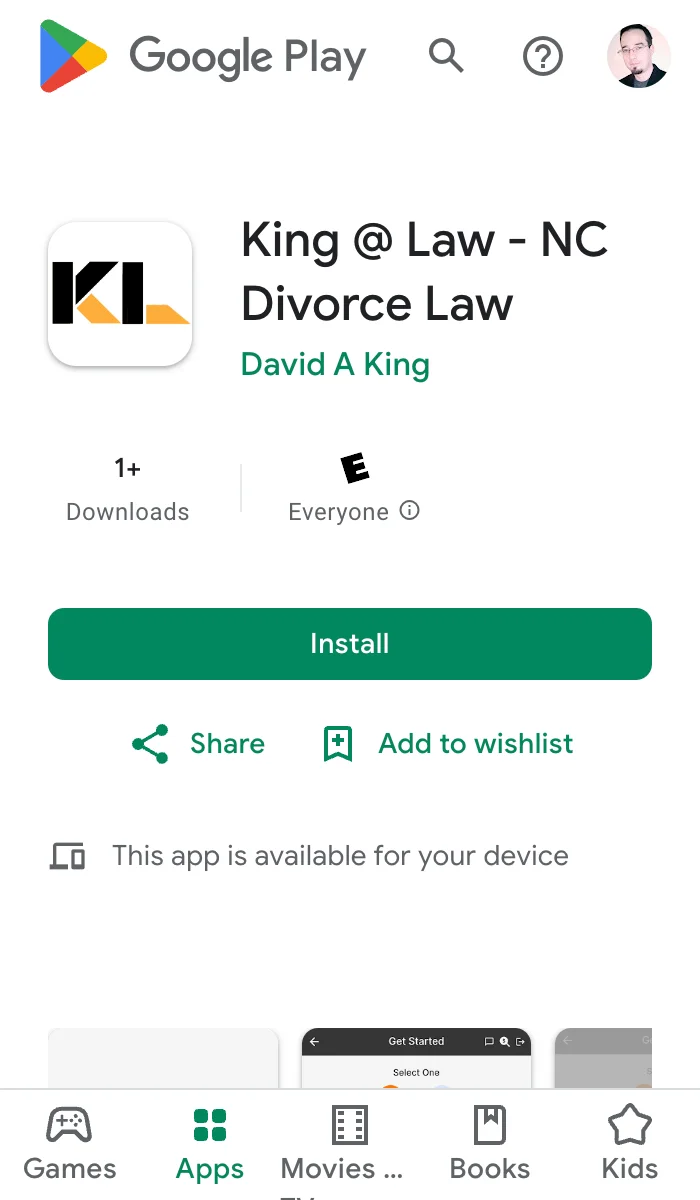 Google Play
King @ Law - NC
Divorce Law
KL
David A King
1+
E
Downloads
Everyone
Install
Share
Add to wishlist
This app is available for your device
Get Started
Select One
Games
Apps
Movies ...
Books
Kids